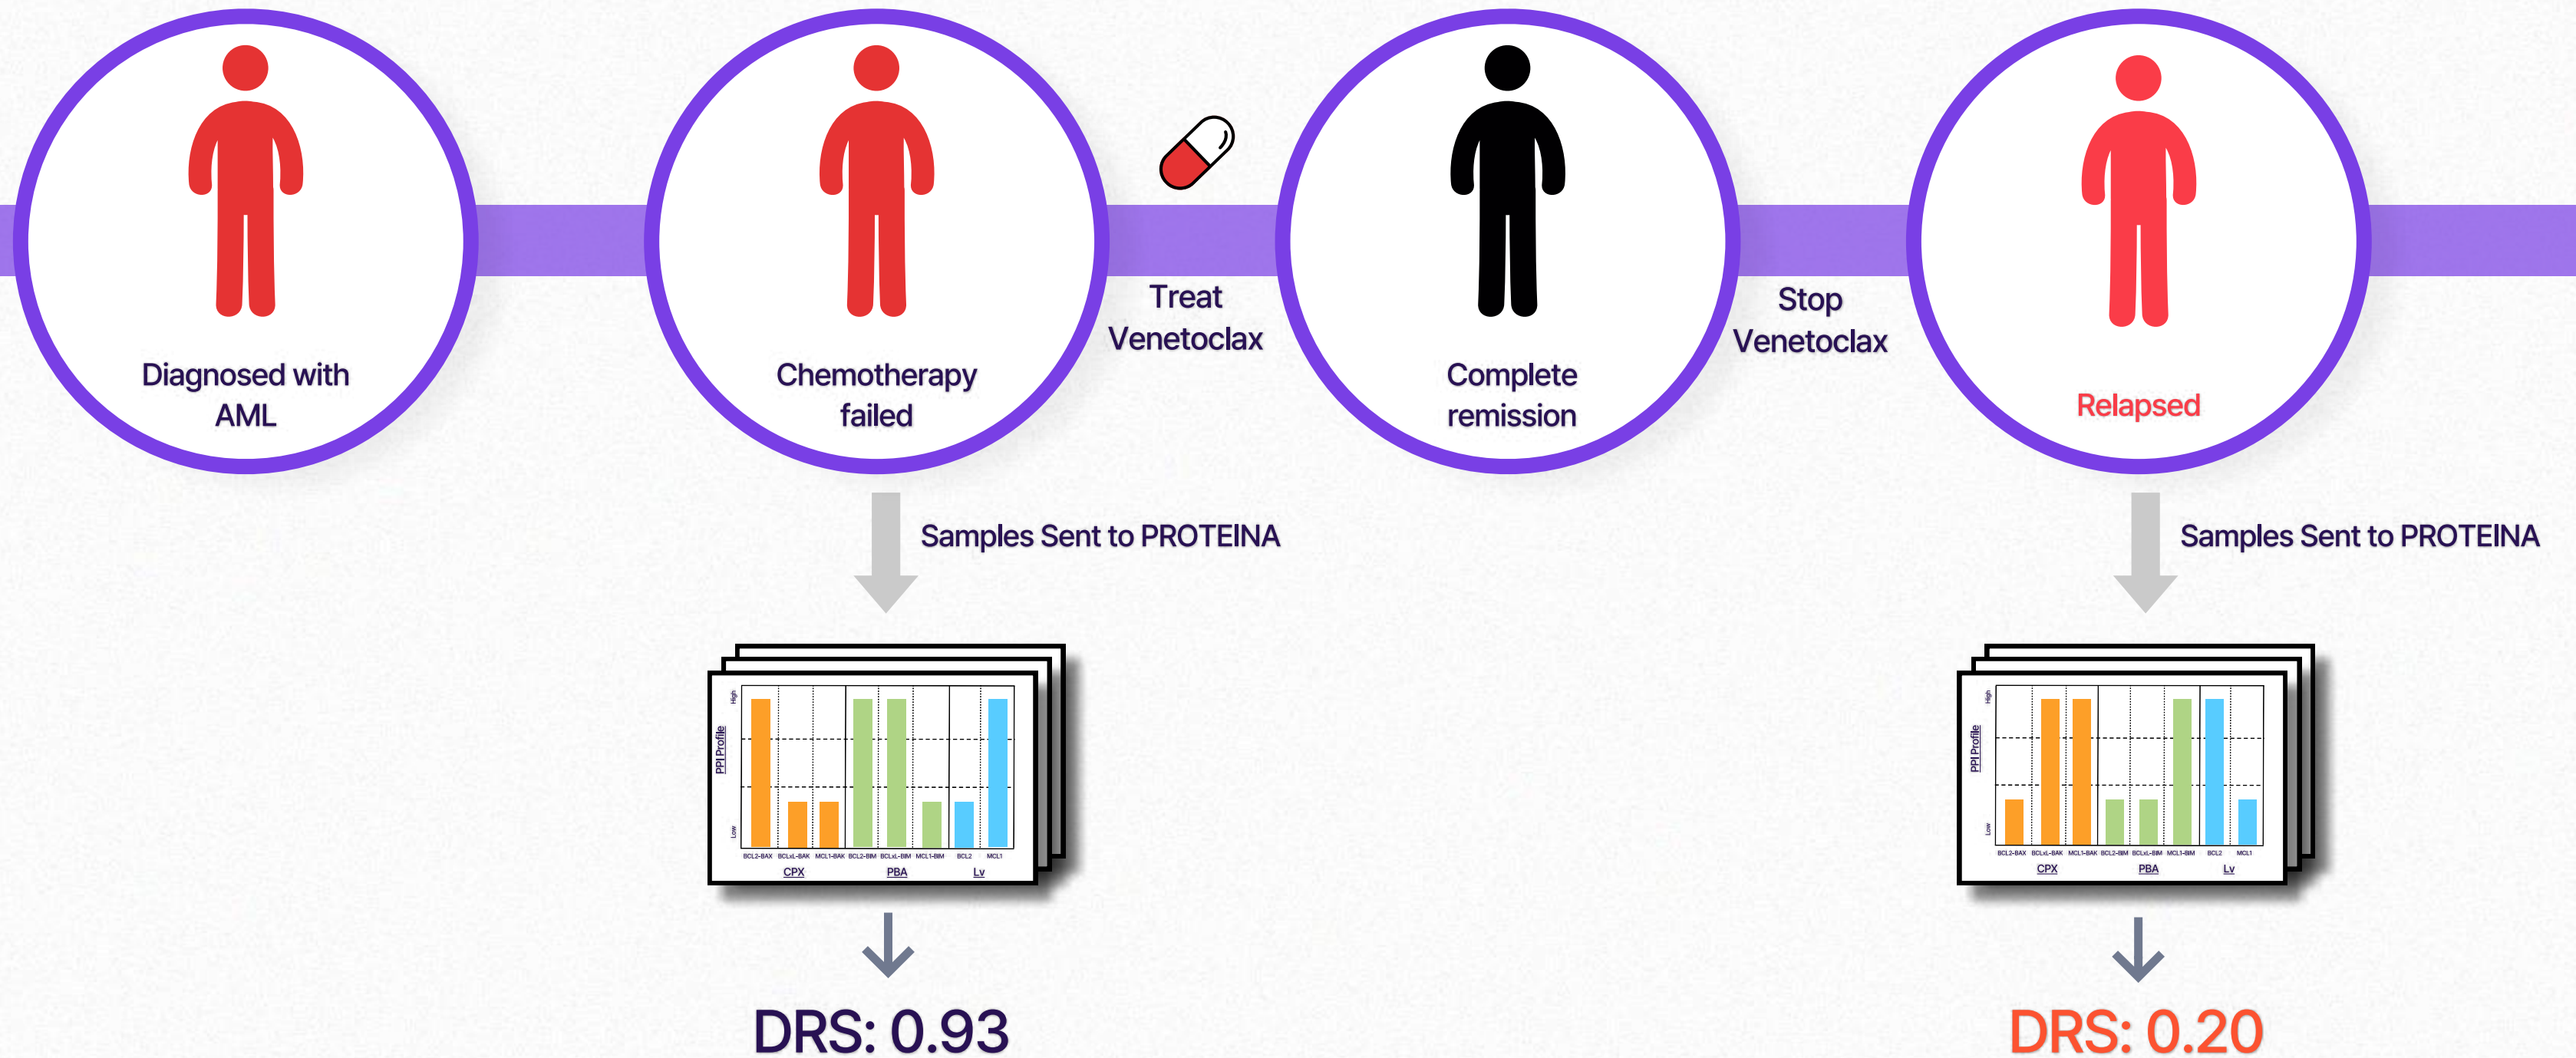 Diagnosed with
AML
Chemotherapy
failed
Treat
Venetoclax
Complete
remission
Stop
Venetoclax
Relapsed
Samples Sent to PROTEINA
Samples Sent to PROTEINA
PPI Profile
High
Low
BCL2-BAX BCLxL-BAK MCL1-BAK BCL2-BIM BCLxL-BIM MCL1-BIM BCL2 MCL1
CPX PBA Lv
PPI Profile
High
Low
BCL2-BAX BCLxL-BAK MCL1-BAK BCL2-BIM BCLxL-BIM MCL1-BIM BCL2 MCL1
CPX PBA Lv
DRS: 0.93
DRS: 0.20